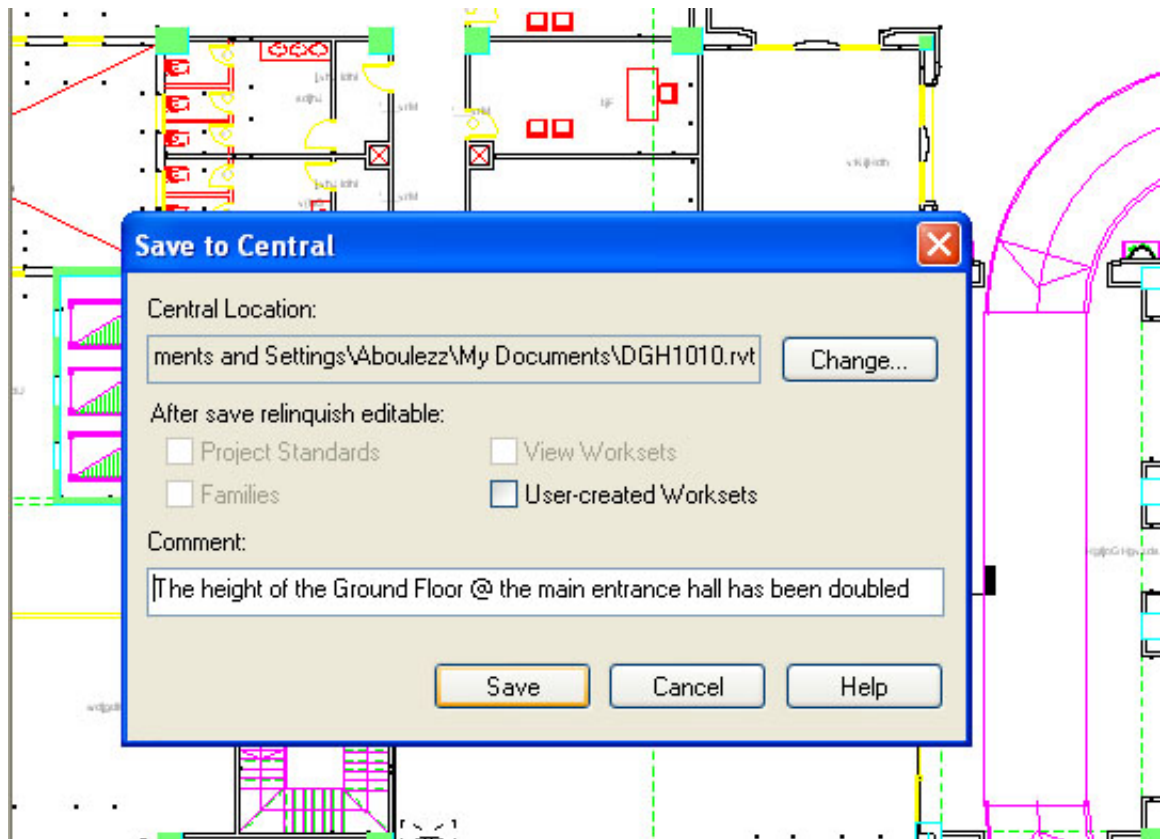 Save to Central
Central Location:
ments and Settings\Aboulezz\My Documents\DGH1010.rvt
Change...
After save relinquish editable:
Project Standards
View Worksets
Families
User-created Worksets
Comment:
The height of the Ground Floor @ the main entrance hall has been doubled
Save
Cancel
Help